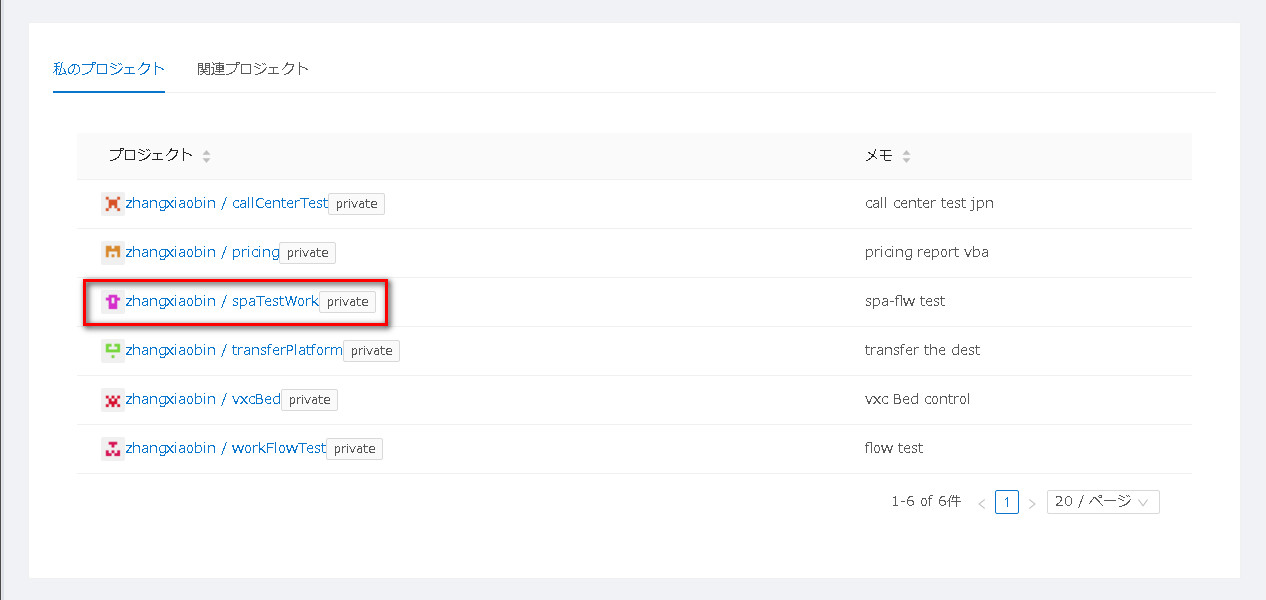 私のプロジェクト 関連プロジェクト
プロジェクト メモ
zhangxiaobin / callCenterTest private call center test jpn
zhangxiaobin / pricing private pricing report vba
zhangxiaobin / spaTestWork private spa-flw test
zhangxiaobin / transferPlatform private transfer the dest
zhangxiaobin / vxcBed private vxc Bed control
zhangxiaobin / workFlowTest private flow test
1-6 of 6件 < 1 > 20 / ページ